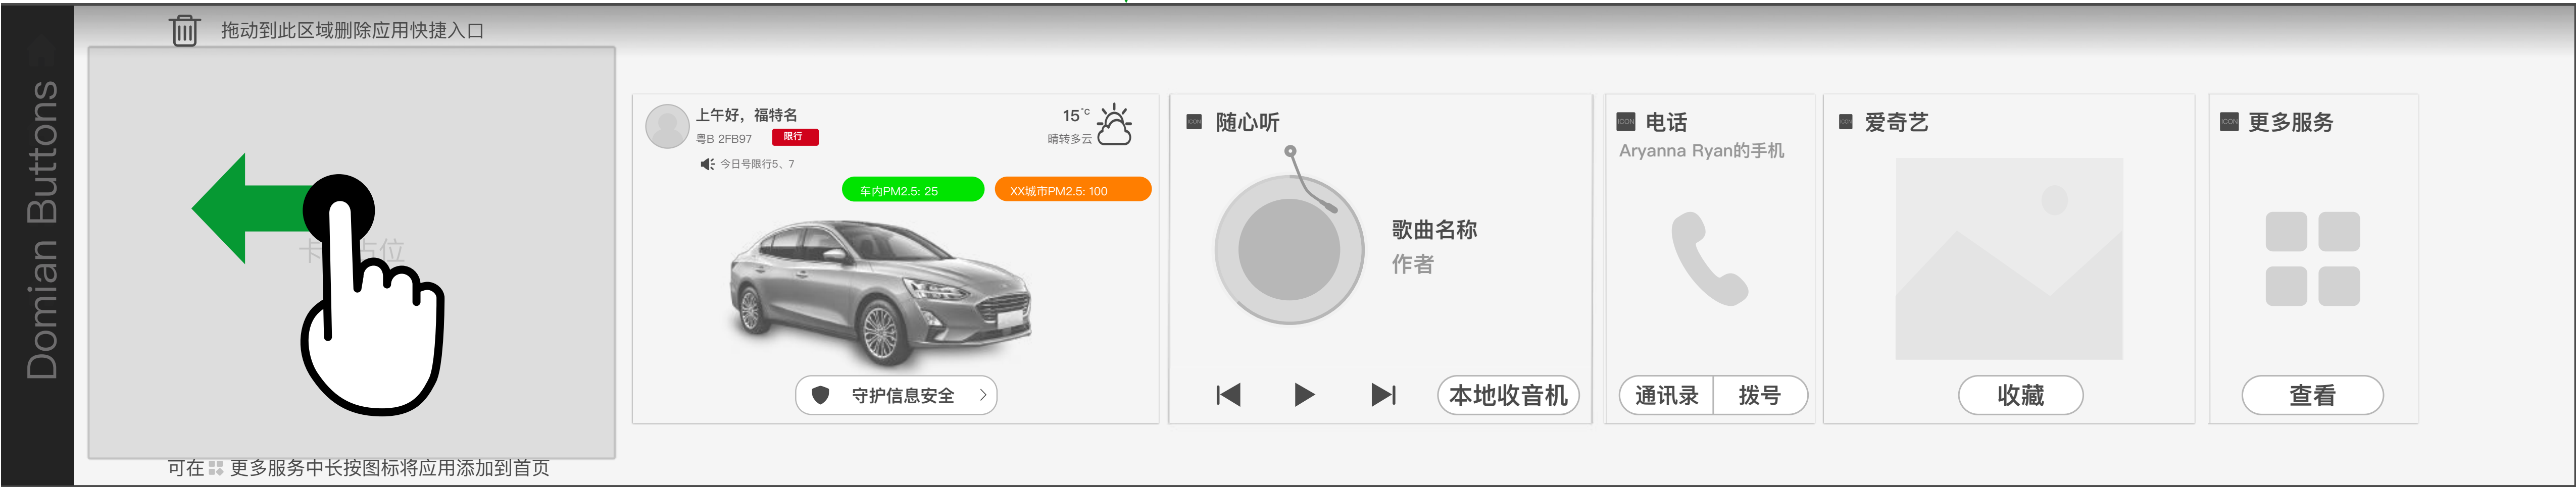 Domian Buttons
拖动到此区域删除应用快捷入口
可在 更多服务中长按图标将应用添加到首页
上午好，福特名
粤B 2FB97 限行
今日号限行5、7
15°C
晴转多云
车内PM2.5: 25
XX城市PM2.5: 100
守护信息安全
ICON 随心听
歌曲名称
作者
本地收音机
ICON 电话
Aryanna Ryan的手机
通讯录 拨号
ICON 爱奇艺
收藏
ICON 更多服务
查看